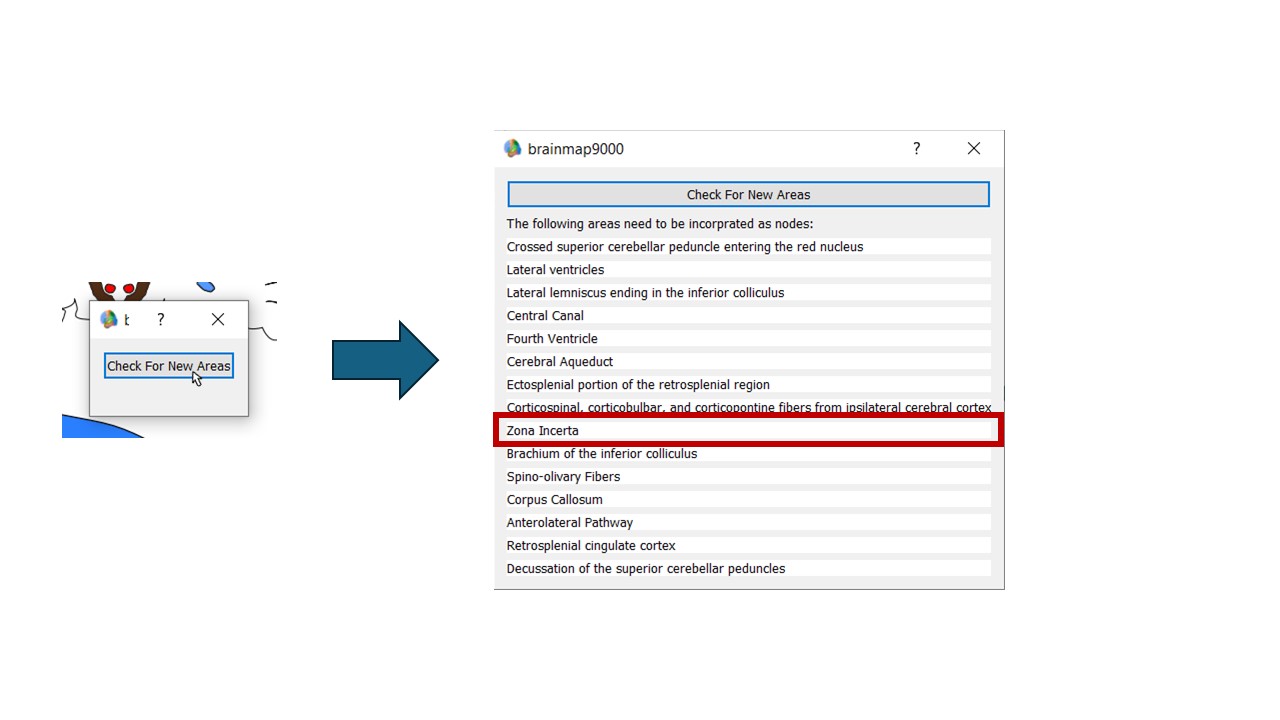 t ?
Check For New Areas
brainmap9000 ?
Check For New Areas
The following areas need to be incorprated as nodes:
Crossed superior cerebellar peduncle entering the red nucleus
Lateral ventricles
Lateral lemniscus ending in the inferior colliculus
Central Canal
Fourth Ventricle
Cerebral Aqueduct
Ectosplenial portion of the retrosplenial region
Corticospinal, corticobulbar, and corticopontine fibers from ipsilateral cerebral cortex
Zona Incerta
Brachium of the inferior colliculus
Spino-olivary Fibers
Corpus Callosum
Anterolateral Pathway
Retrosplenial cingulate cortex
Decussation of the superior cerebellar peduncles